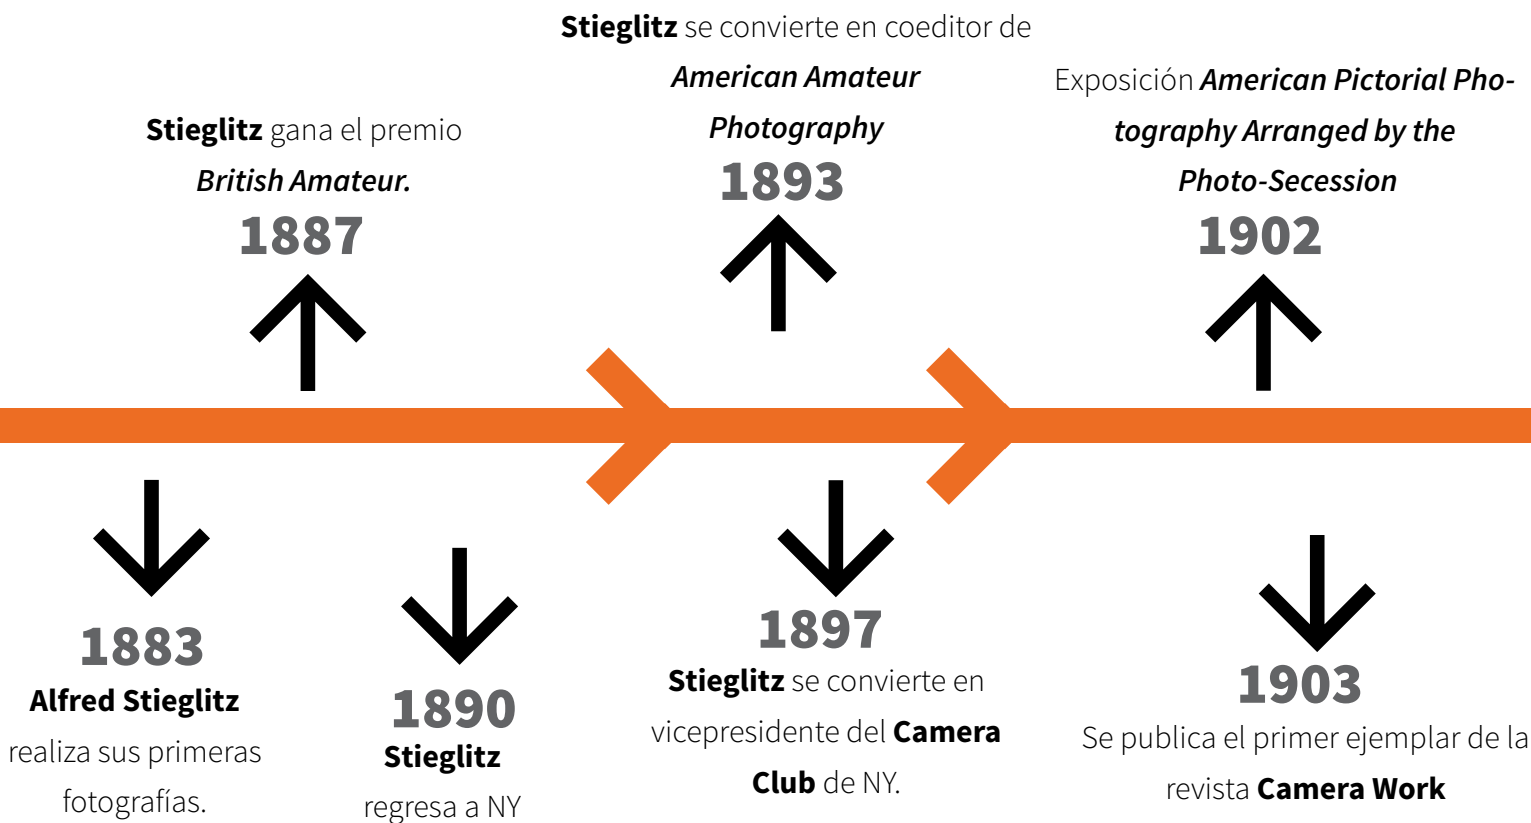 Stieglitz se convierte en coeditor de
American Amateur
Photography
1893
Exposición American Pictorial Pho-
tography Arranged by the
Photo-Secession
1902
Stieglitz gana el premio
British Amateur.
1887
1883
Alfred Stieglitz
realiza sus primeras
fotografías.
1890
Stieglitz
regresa a NY
1897
Stieglitz se convierte en
vicepresidente del Camera
Club de NY.
1903
Se publica el primer ejemplar de la
revista Camera Work